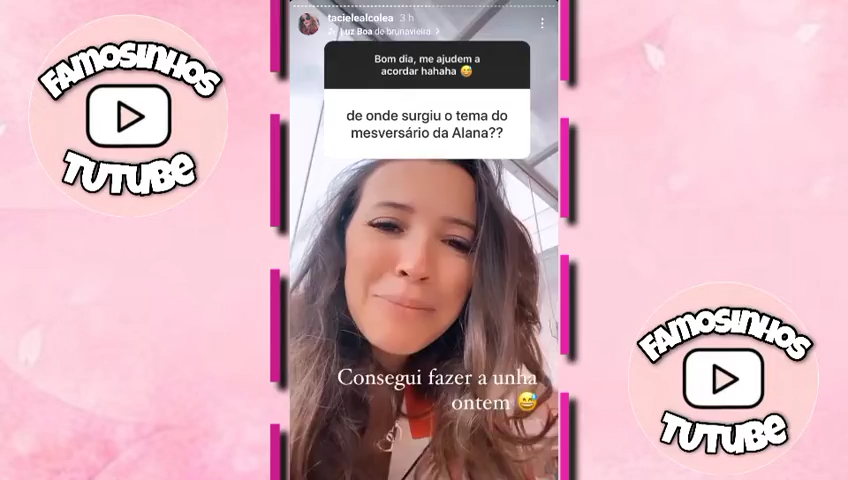 FAMOSINHOS
TUTUBE
tacielealcolea 3 h
Luz Boa de brunavieira >
Bom dia, me ajudem a
acordar hahaha 😅
de onde surgiu o tema do
mesversário da Alana??
Consegui fazer a unha
ontem 😅
FAMOSINHOS
TUTUBE